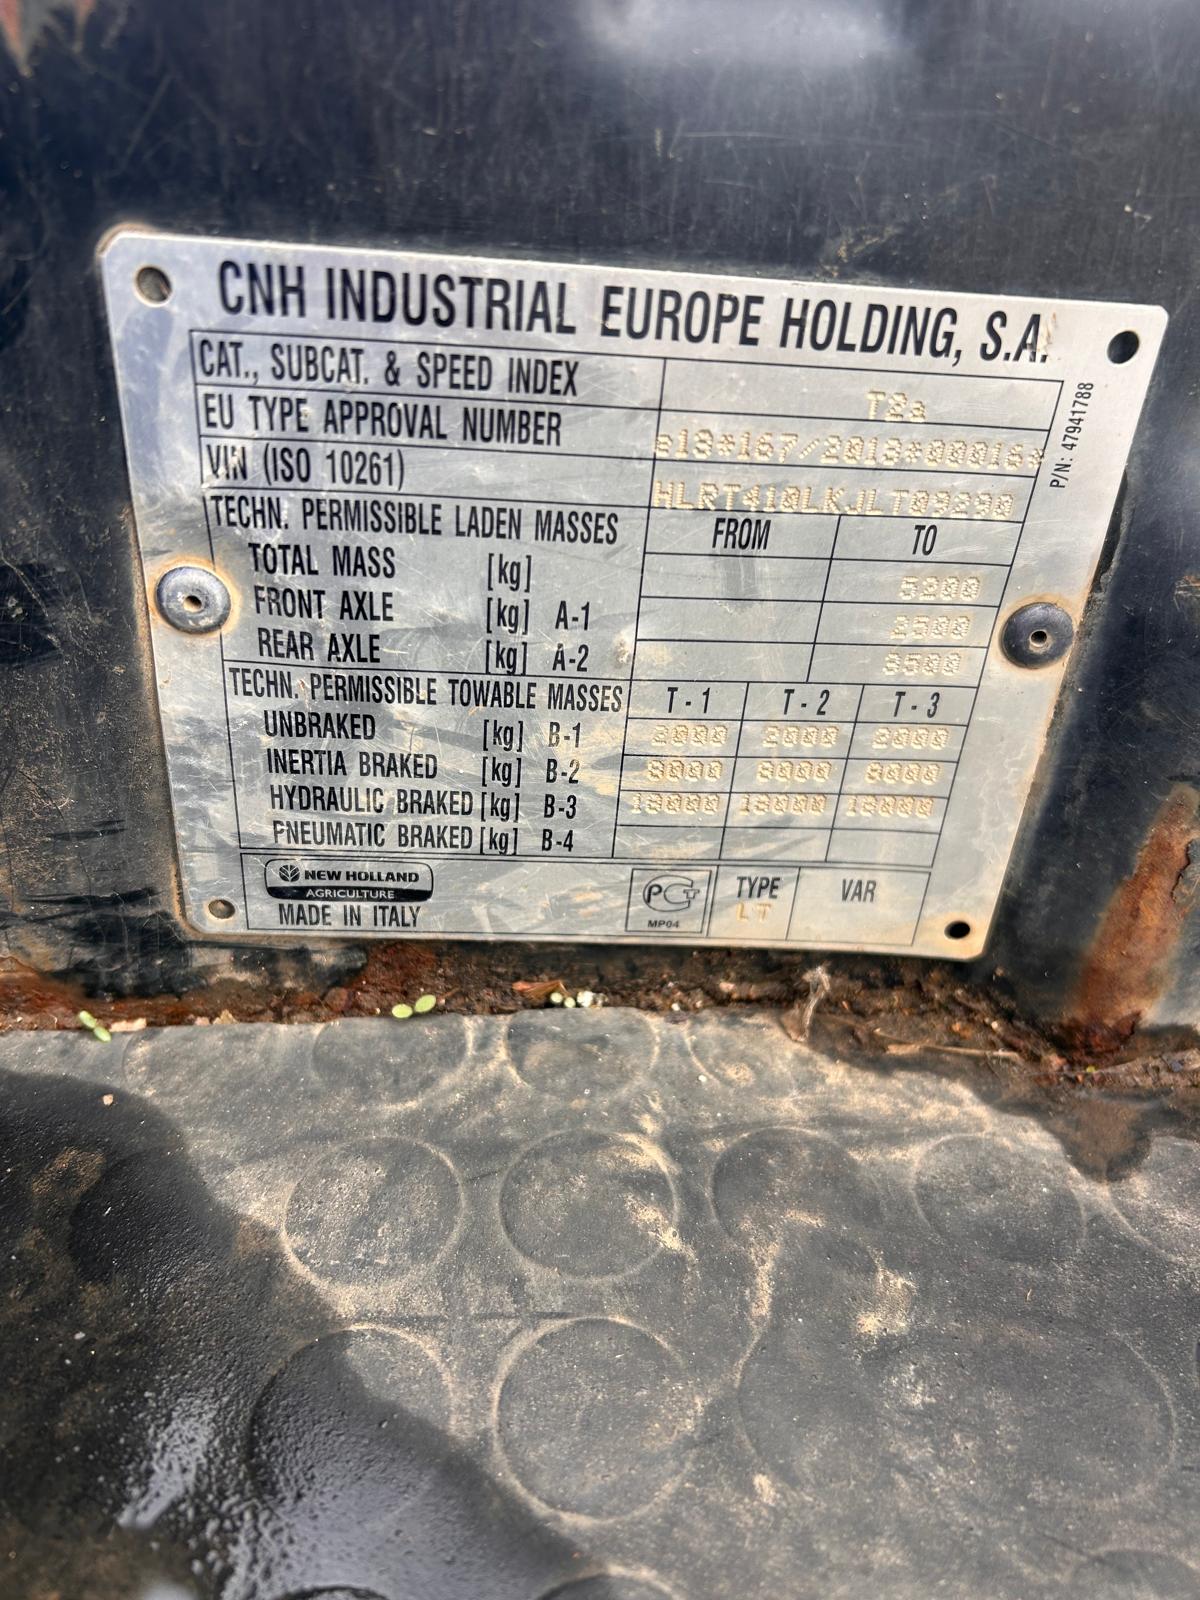 CNH INDUSTRIAL EUROPE HOLDING, S.A.
CAT., SUBCAT. & SPEED INDEX T2a
EU TYPE APPROVAL NUMBER e13*167/2013*00016*
VIN (ISO 10261) HLRT410LKJLT09290
P/N: 47941788
TECHN. PERMISSIBLE LADEN MASSES FROM TO
TOTAL MASS [kg] 5200
FRONT AXLE [kg] A-1 2500
REAR AXLE [kg] A-2 3500
TECHN. PERMISSIBLE TOWABLE MASSES T-1 T-2 T-3
UNBRAKED [kg] B-1 2000 2000 2000
INERTIA BRAKED [kg] B-2 8000 8000 8000
HYDRAULIC BRAKED [kg] B-3
PNEUMATIC BRAKED [kg] B-4
NEW HOLLAND
AGRICULTURE
MADE IN ITALY
MP04
TYPE VAR
LT